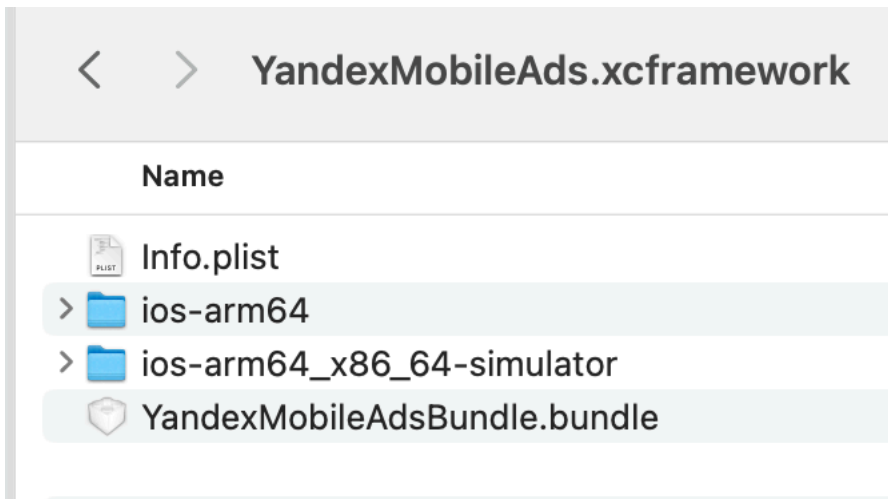 YandexMobileAds.xcframework
Name
Info.plist
ios-arm64
ios-arm64_x86_64-simulator
YandexMobileAdsBundle.bundle
PLIST